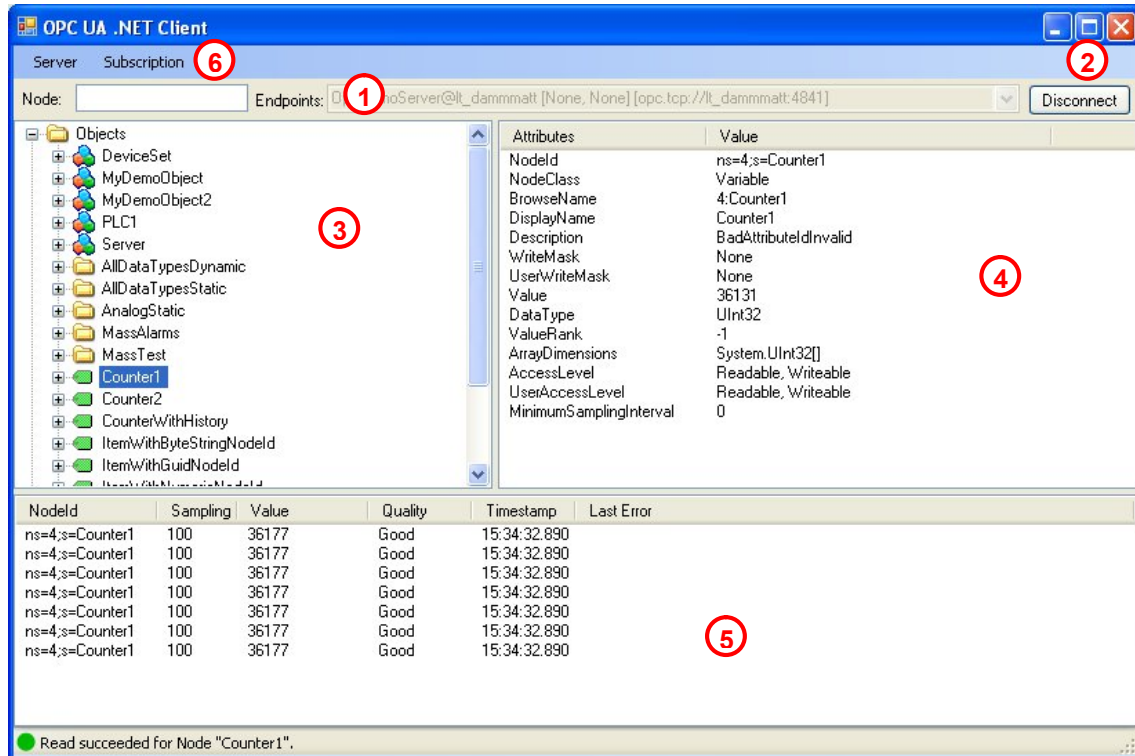 OPC UA .NET Client
Server Subscription 6 2
Node: Endpoints: 1 noServer@lt_dammmatt [None, None] [opc.tcp://lt_dammmatt:4841] Disconnect
Objects
DeviceSet
MyDemoObject
MyDemoObject2
PLC1
Server
AllDataTypesDynamic
AllDataTypesStatic
AnalogStatic
MassAlarms
MassTest
Counter1
Counter2
CounterWithHistory
ItemWithByteStringNodeId
ItemWithGuidNodeId
3
Attributes Value
NodeId ns=4;s=Counter1
NodeClass Variable
BrowseName 4:Counter1
DisplayName Counter1
Description BadAttributeIdInvalid
WriteMask None
UserWriteMask None
Value 36131
DataType UInt32
ValueRank -1
ArrayDimensions System.UInt32[]
AccessLevel Readable, Writeable
UserAccessLevel Readable, Writeable
MinimumSamplingInterval 0
4
NodeId Sampling Value Quality Timestamp Last Error
ns=4;s=Counter1 100 36177 Good 15:34:32.890
ns=4;s=Counter1 100 36177 Good 15:34:32.890
ns=4;s=Counter1 100 36177 Good 15:34:32.890
ns=4;s=Counter1 100 36177 Good 15:34:32.890
ns=4;s=Counter1 100 36177 Good 15:34:32.890
ns=4;s=Counter1 100 36177 Good 15:34:32.890
ns=4;s=Counter1 100 36177 Good 15:34:32.890
5
Read succeeded for Node "Counter1".